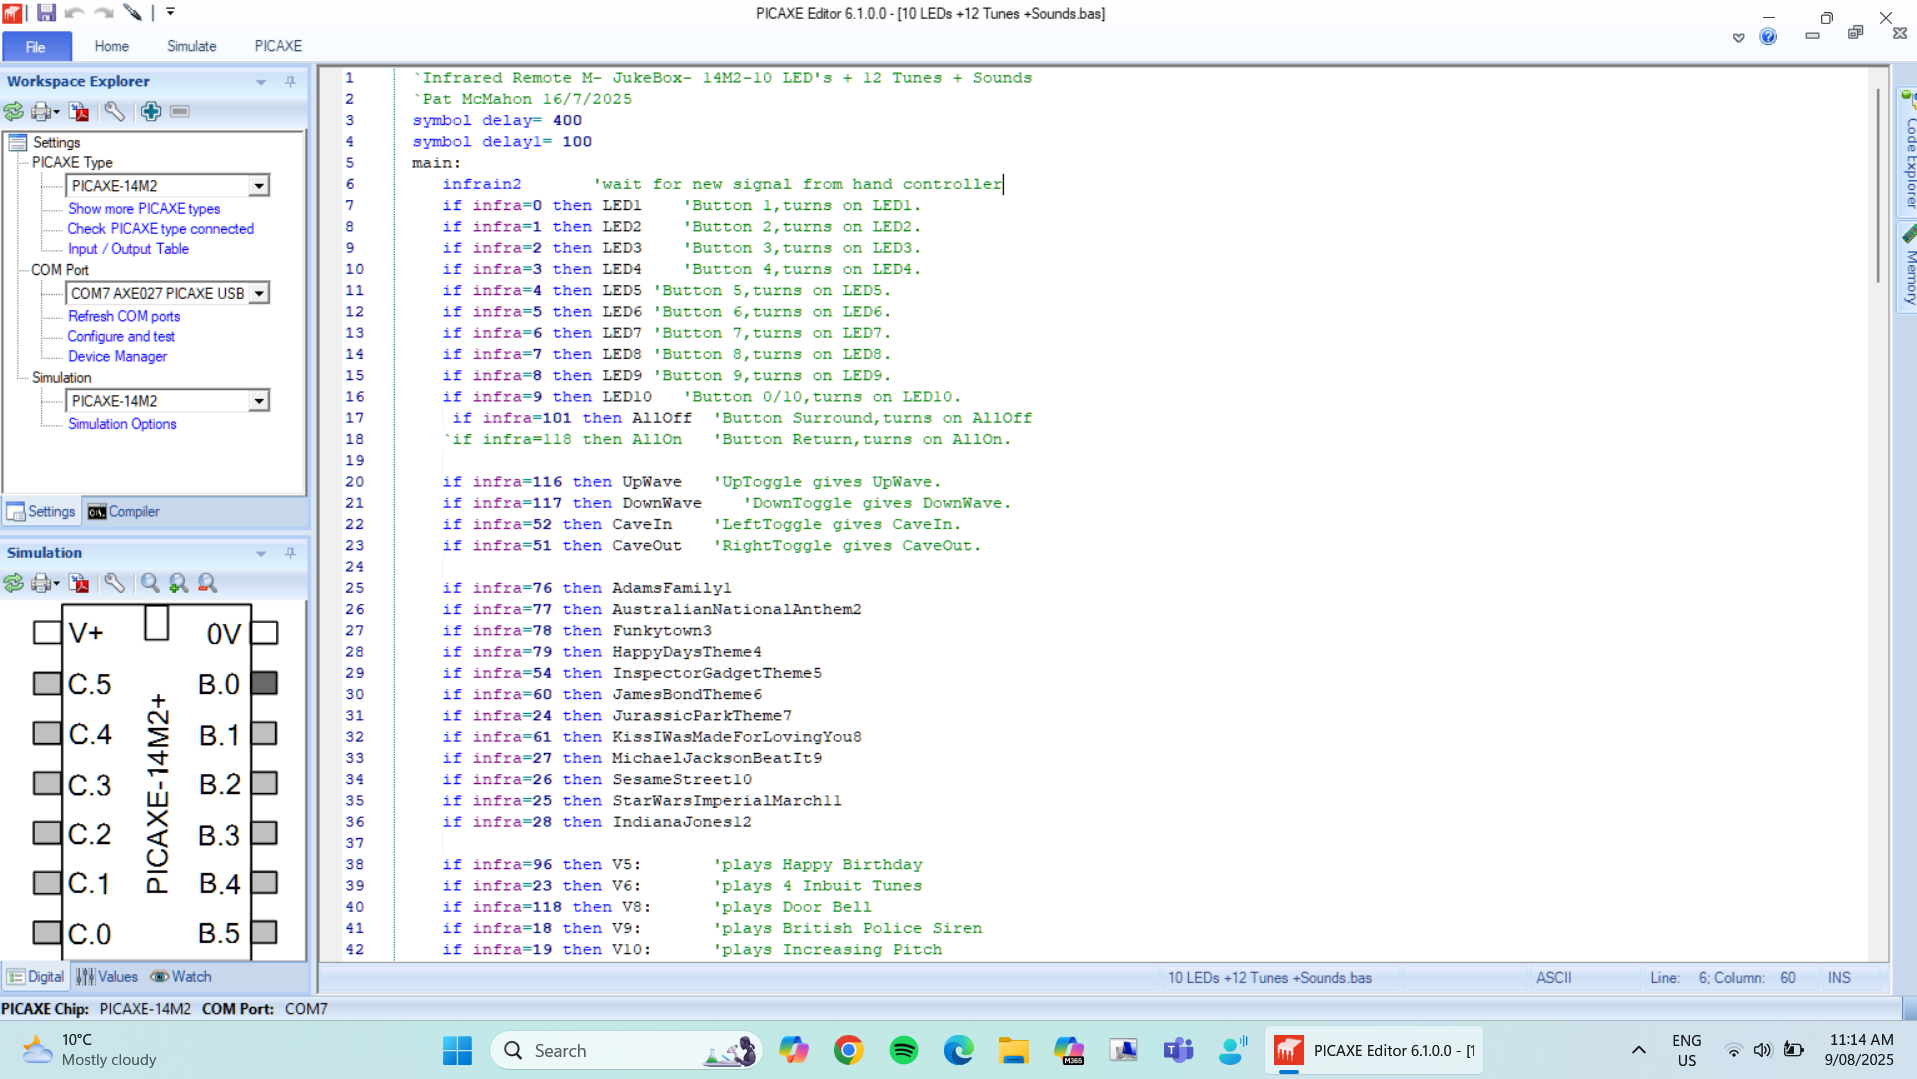 PICAXE Editor 6.1.0.0 - [10 LEDs +12 Tunes +Sounds.bas]
File Home Simulate PICAXE
Workspace Explorer
Settings
PICAXE Type
PICAXE-14M2
Show more PICAXE types
Check PICAXE type connected
Input / Output Table
COM Port
COM7 AXE027 PICAXE USB
Refresh COM ports
Configure and test
Device Manager
Simulation
PICAXE-14M2
Simulation Options
Settings Compiler
Simulation
V+ 0V
C.5 B.0
C.4 B.1
C.3 B.2
C.2 B.3
C.1 B.4
C.0 B.5
PICAXE-14M2+
Digital Values Watch
1 `Infrared Remote M- JukeBox- 14M2-10 LED's + 12 Tunes + Sounds
2 `Pat McMahon 16/7/2025
3 symbol delay= 400
4 symbol delay1= 100
5 main:
6 infrain2 'wait for new signal from hand controller
7 if infra=0 then LED1 'Button 1,turns on LED1.
8 if infra=1 then LED2 'Button 2,turns on LED2.
9 if infra=2 then LED3 'Button 3,turns on LED3.
10 if infra=3 then LED4 'Button 4,turns on LED4.
11 if infra=4 then LED5 'Button 5,turns on LED5.
12 if infra=5 then LED6 'Button 6,turns on LED6.
13 if infra=6 then LED7 'Button 7,turns on LED7.
14 if infra=7 then LED8 'Button 8,turns on LED8.
15 if infra=8 then LED9 'Button 9,turns on LED9.
16 if infra=9 then LED10 'Button 0/10,turns on LED10.
17 if infra=101 then AllOff 'Button Surround,turns on AllOff
18 `if infra=118 then AllOn 'Button Return,turns on AllOn.
19
20 if infra=116 then UpWave 'UpToggle gives UpWave.
21 if infra=117 then DownWave 'DownToggle gives DownWave.
22 if infra=52 then CaveIn 'LeftToggle gives CaveIn.
23 if infra=51 then CaveOut 'RightToggle gives CaveOut.
24
25 if infra=76 then AdamsFamily1
26 if infra=77 then AustralianNationalAnthem2
27 if infra=78 then Funkytown3
28 if infra=79 then HappyDaysTheme4
29 if infra=54 then InspectorGadgetTheme5
30 if infra=60 then JamesBondTheme6
31 if infra=24 then JurassicParkTheme7
32 if infra=61 then KissIWasMadeForLovingYou8
33 if infra=27 then MichaelJacksonBeatIt9
34 if infra=26 then SesameStreet10
35 if infra=25 then StarWarsImperialMarch11
36 if infra=28 then IndianaJones12
37
38 if infra=96 then V5: 'plays Happy Birthday
39 if infra=23 then V6: 'plays 4 Inbuit Tunes
40 if infra=118 then V8: 'plays Door Bell
41 if infra=18 then V9: 'plays British Police Siren
42 if infra=19 then V10: 'plays Increasing Pitch
Code Explorer
Memory
10 LEDs +12 Tunes +Sounds.bas ASCII Line: 6; Column: 60 INS
PICAXE Chip: PICAXE-14M2 COM Port: COM7
10°C
Mostly cloudy
Search
M365
PICAXE Editor 6.1.0.0 - [1
ENG
US
11:14 AM
9/08/2025